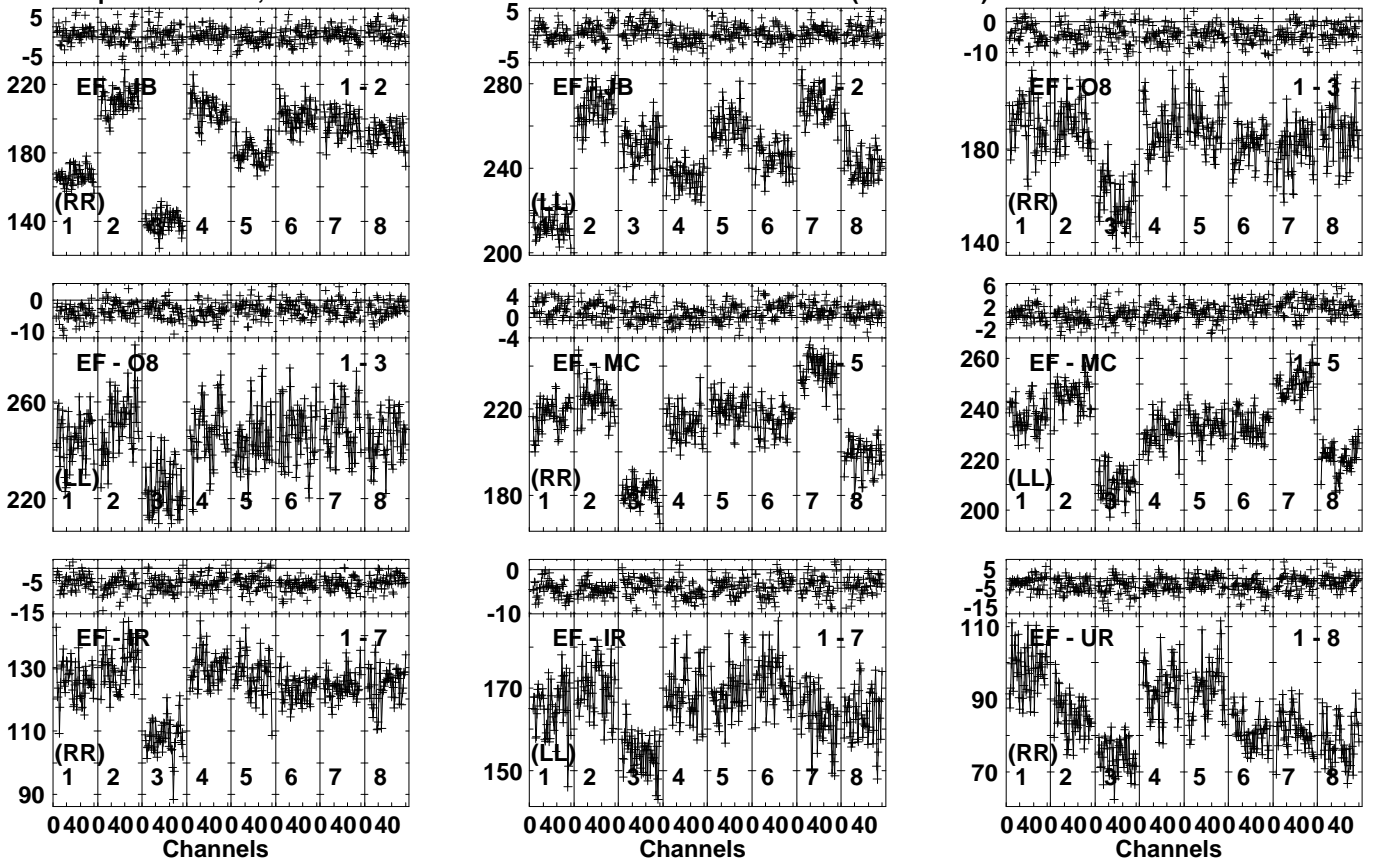 5 5 0
-5 -5 -10
220 EF - JB 1 - 2 280 EF - JB 1 - 2 EF - O8 1 - 3
180 240 180
(RR) (LL) (RR)
140 1 2 3 4 5 6 7 8 200 1 2 3 4 5 6 7 8 140 1 2 3 4 5 6 7 8
0 4 6
-10 0 2
-4 -2
EF - O8 1 - 3 EF - MC 1 - 5 EF - MC 1 - 5
260 220 260
240
220
(LL) (RR) (LL)
220 1 2 3 4 5 6 7 8 180 1 2 3 4 5 6 7 8 200 1 2 3 4 5 6 7 8
-5 0 5
-15 -10 -5
-15
EF - IR 1 - 7 EF - IR 1 - 7 110 EF - UR 1 - 8
130 170 90
110
(RR) (LL) (RR)
90 1 2 3 4 5 6 7 8 150 1 2 3 4 5 6 7 8 70 1 2 3 4 5 6 7 8
0 40 0 40 0 40 0 40 0 40 0 40 0 40 0 40 0 40 0 40 0 40 0 40 0 40 0 40 0 40 0 40 0 40 0 40 0 40 0 40 0 40 0 40 0 40 0 40
Channels Channels Channels